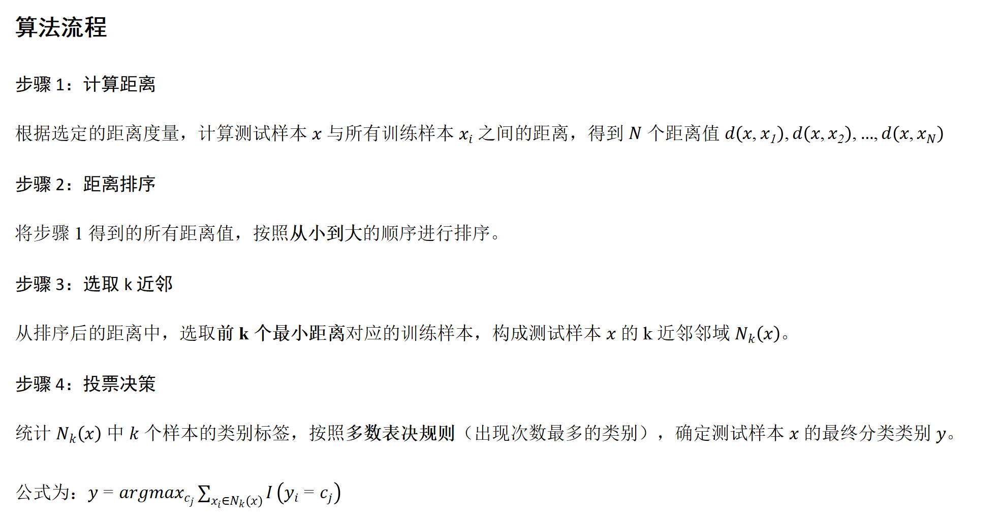 算法流程
步骤 1：计算距离
根据选定的距离度量，计算测试样本 x 与所有训练样本 xᵢ 之间的距离，得到 N 个距离值 d(x, x₁), d(x, x₂), …, d(x, x_N)
步骤 2：距离排序
将步骤 1 得到的所有距离值，按照从小到大的顺序进行排序。
步骤 3：选取 k 近邻
从排序后的距离中，选取前 k 个最小距离对应的训练样本，构成测试样本 x 的 k 近邻邻域 N_k(x)。
步骤 4：投票决策
统计 N_k(x) 中 k 个样本的类别标签，按照多数表决规则（出现次数最多的类别），确定测试样本 x 的最终分类类别 y。
公式为：y = argmax_{c_j} ∑_{x_i∈N_k(x)} I (y_i = c_j)